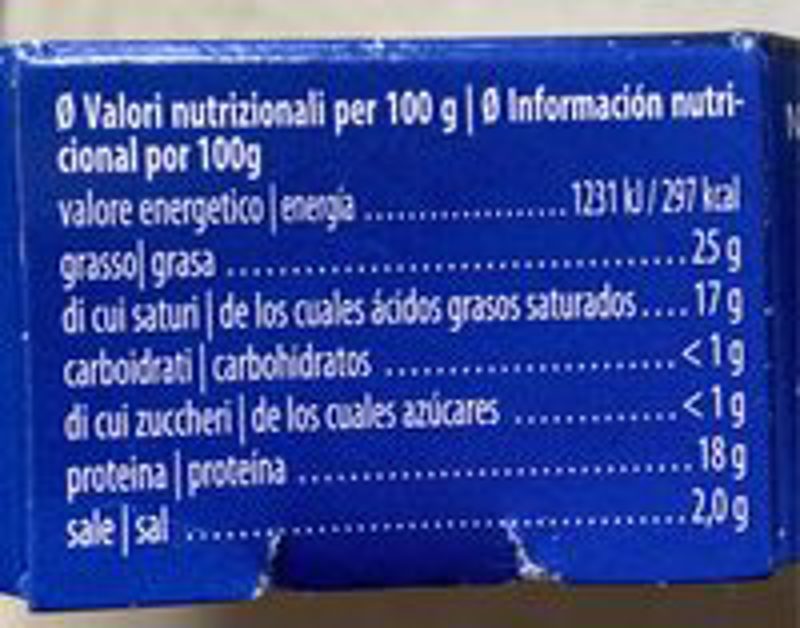 Ø Valori nutrizionali per 100 g | Ø Información nutri-
cional por 100g
valore energetico | energía .................. 1231 kJ / 297 kcal
grasso| grasa ........................................ 25 g
di cui saturi | de los cuales ácidos grasos saturados .... 17 g
carboidrati | carbohidratos ......................... < 1 g
di cui zuccheri | de los cuales azúcares .............. < 1 g
proteina | proteína .................................. 18 g
sale | sal ............................................ 2,0 g